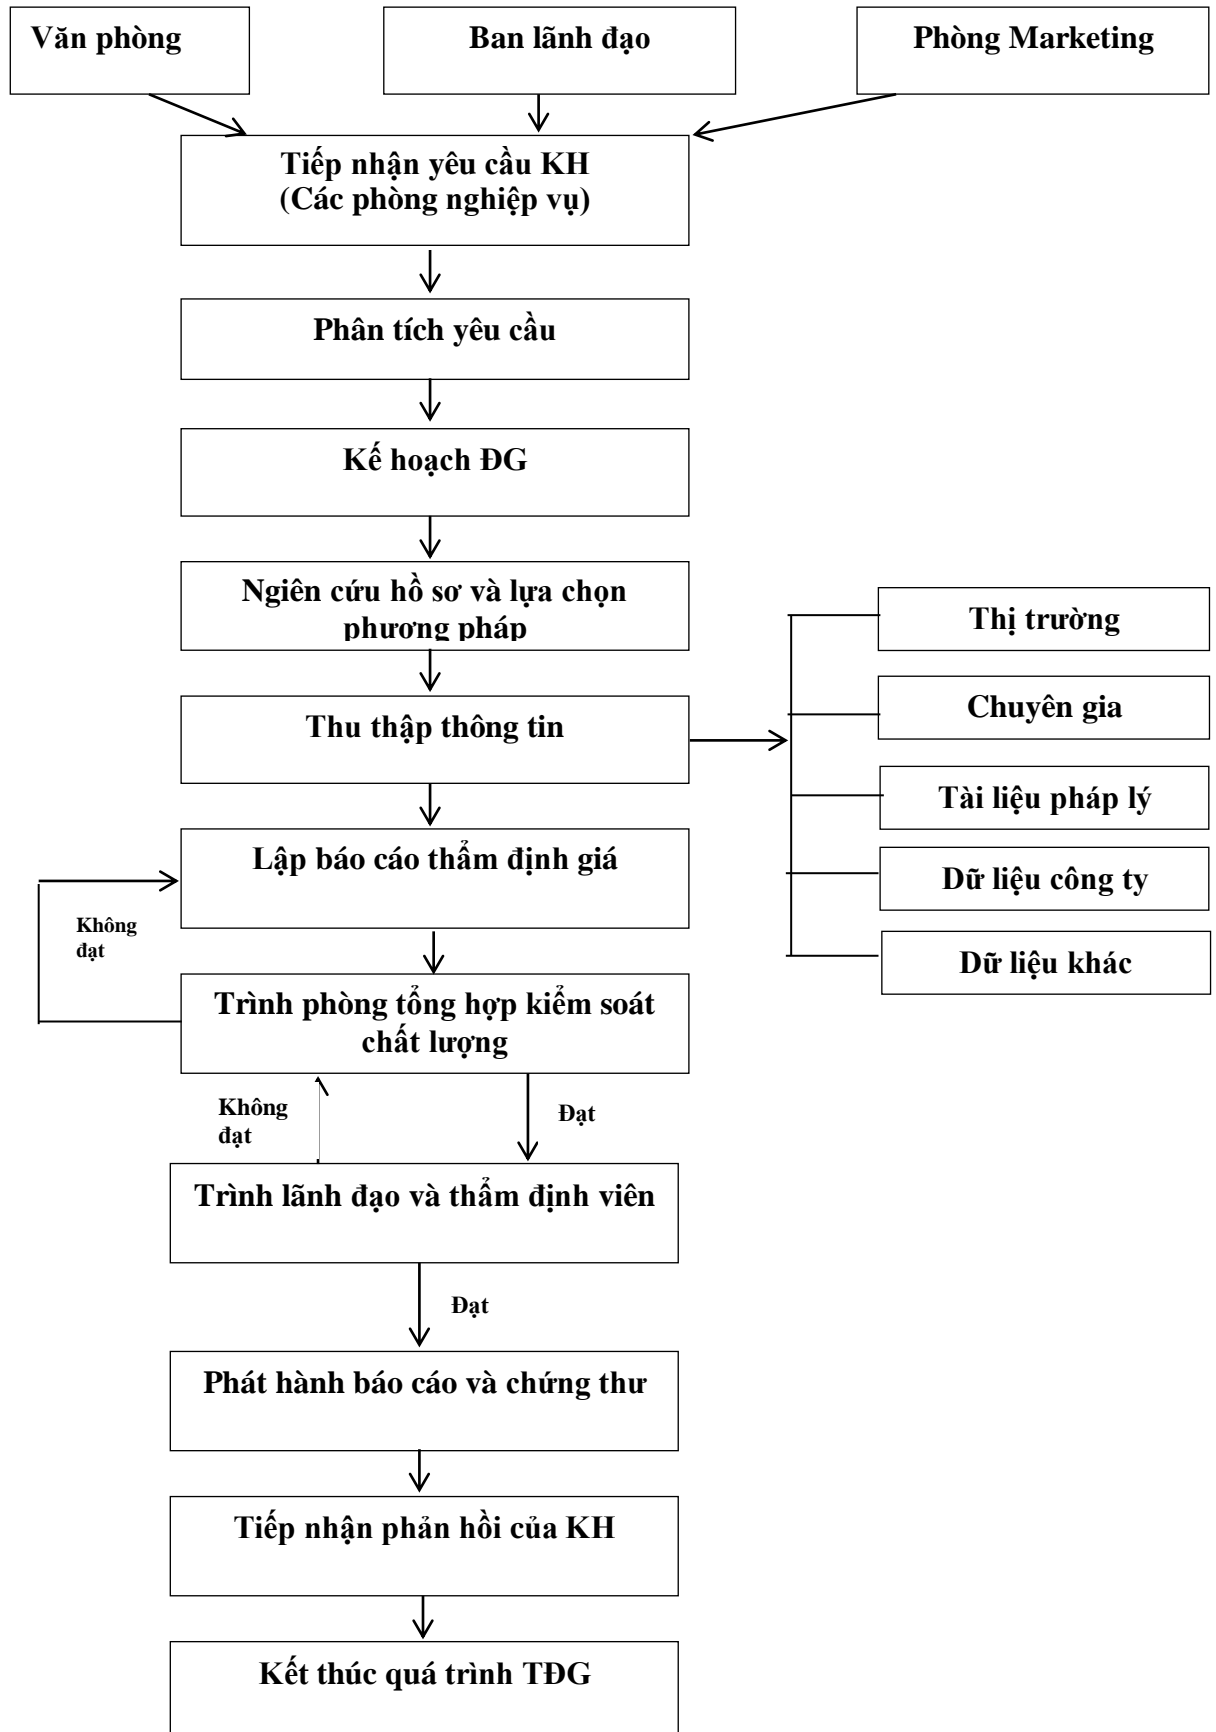 Văn phòng
Ban lãnh đạo
Phòng Marketing
Tiếp nhận yêu cầu KH
(Các phòng nghiệp vụ)
Phân tích yêu cầu
Kế hoạch ĐG
Ngiên cứu hồ sơ và lựa chọn
phương pháp
Thị trường
Thu thập thông tin
Chuyên gia
Tài liệu pháp lý
Lập báo cáo thẩm định giá
Dữ liệu công ty
Không
đạt
Dữ liệu khác
Trình phòng tổng hợp kiểm soát
chất lượng
Không
đạt
Đạt
Trình lãnh đạo và thẩm định viên
Đạt
Phát hành báo cáo và chứng thư
Tiếp nhận phản hồi của KH
Kết thúc quá trình TĐG